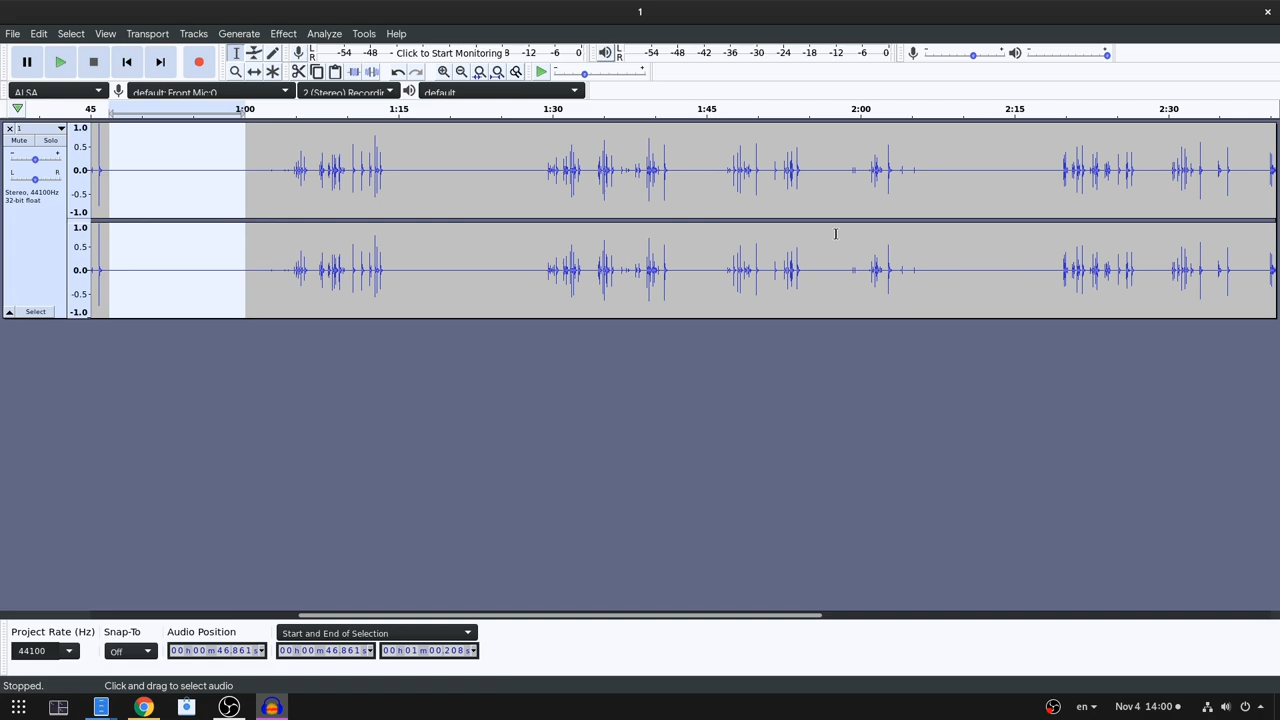 1
File Edit Select View Transport Tracks Generate Effect Analyze Tools Help
L R -54 -48 - Click to Start Monitoring 8 -12 -6 0 L R -54 -48 -42 -36 -30 -24 -18 -12 -6 0
ALSA default: Front Mic:0 2 (Stereo) Recordir default
45 1:00 1:15 1:30 1:45 2:00 2:15 2:30
1
Mute Solo
- +
L R
Stereo, 44100Hz
32-bit float
Select
1.0
0.5
0.0
-0.5
-1.0
1.0
0.5
0.0
-0.5
-1.0
Project Rate (Hz) Snap-To Audio Position Start and End of Selection
44100 Off 00 h 00 m 46.861 s 00 h 00 m 46.861 s 00 h 01 m 00.208 s
Stopped. Click and drag to select audio
en Nov 4 14:00